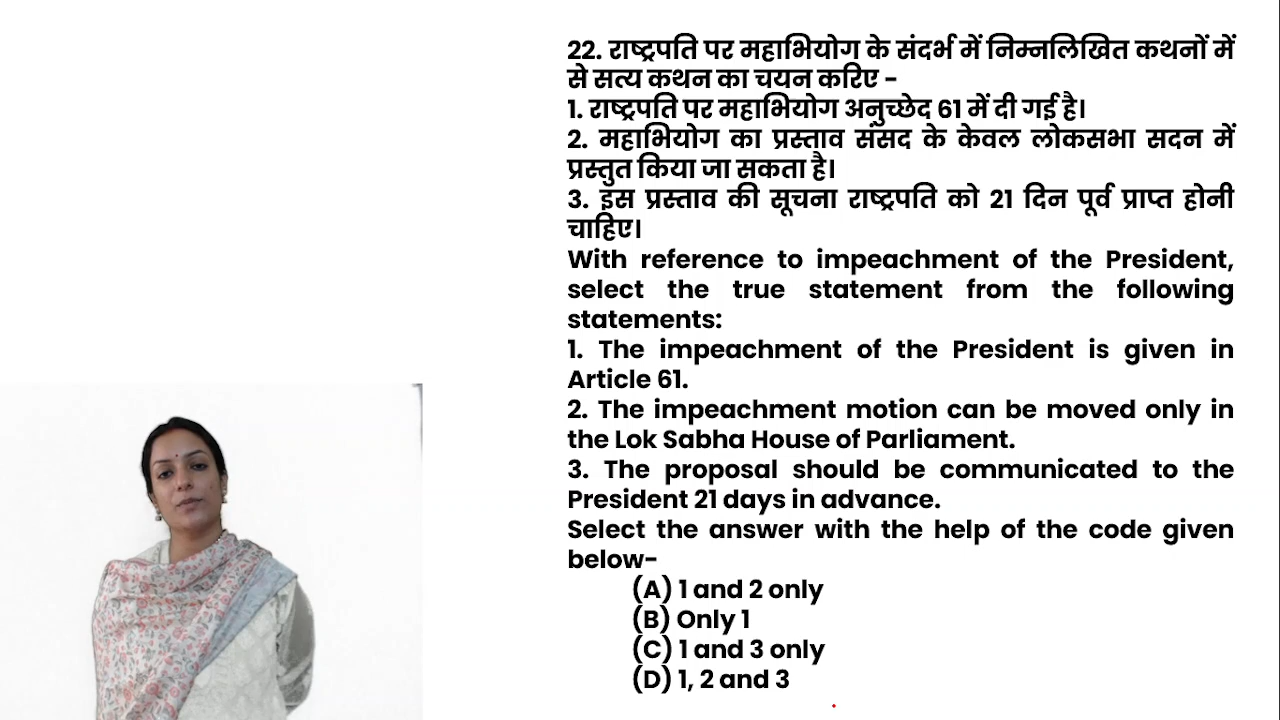 22. राष्ट्रपति पर महाभियोग के संदर्भ में निम्नलिखित कथनों में
से सत्य कथन का चयन करिए –
1. राष्ट्रपति पर महाभियोग अनुच्छेद 61 में दी गई है।
2. महाभियोग का प्रस्ताव संसद के केवल लोकसभा सदन में
प्रस्तुत किया जा सकता है।
3. इस प्रस्ताव की सूचना राष्ट्रपति को 21 दिन पूर्व प्राप्त होनी
चाहिए।
With reference to impeachment of the President,
select the true statement from the following
statements:
1. The impeachment of the President is given in
Article 61.
2. The impeachment motion can be moved only in
the Lok Sabha House of Parliament.
3. The proposal should be communicated to the
President 21 days in advance.
Select the answer with the help of the code given
below-
(A) 1 and 2 only
(B) Only 1
(C) 1 and 3 only
(D) 1, 2 and 3